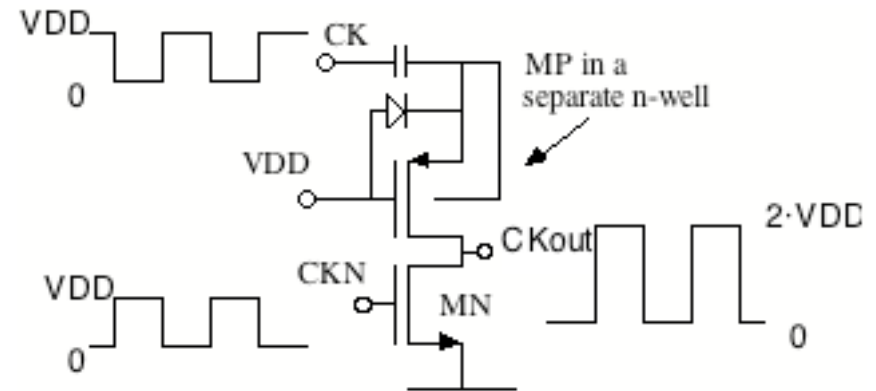 VDD
CK
0
MP in a
separate n-well
VDD
CKout
2·VDD
CKN
VDD
MN
0
0